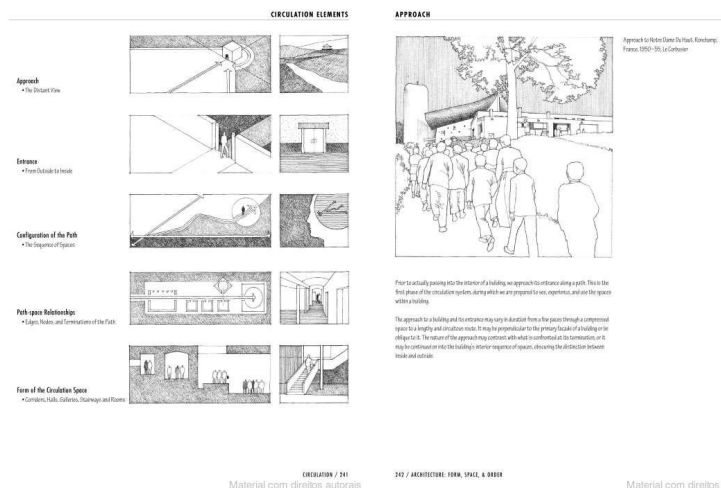 CIRCULATION ELEMENTS
Approach
• The Distant View
Entrance
• From Outside to Inside
Configuration of the Path
• The Sequence of Spaces
Path-space Relationships
• Edges, Nodes, and Terminations of the Path
Form of the Circulation Space
• Corridors, Halls, Galleries, Stairways and Rooms
CIRCULATION / 241
Material com direitos autorais
APPROACH
Approach to Notre Dame Du Haut, Ronchamp,
France, 1950–55, Le Corbusier
Prior to actually passing into the interior of a building, we approach its entrance along a path. This is the
first phase of the circulation system, during which we are prepared to see, experience, and use the spaces
within a building.
The approach to a building and its entrance may vary in duration from a few paces through a compressed
space to a lengthy and circuitous route. It may be perpendicular to the primary facade of a building or be
oblique to it. The nature of the approach may contrast with what is confronted at its termination, or it
may be continued on into the building's interior sequence of spaces, obscuring the distinction between
inside and outside.
242 / ARCHITECTURE: FORM, SPACE, & ORDER
Material com direitos